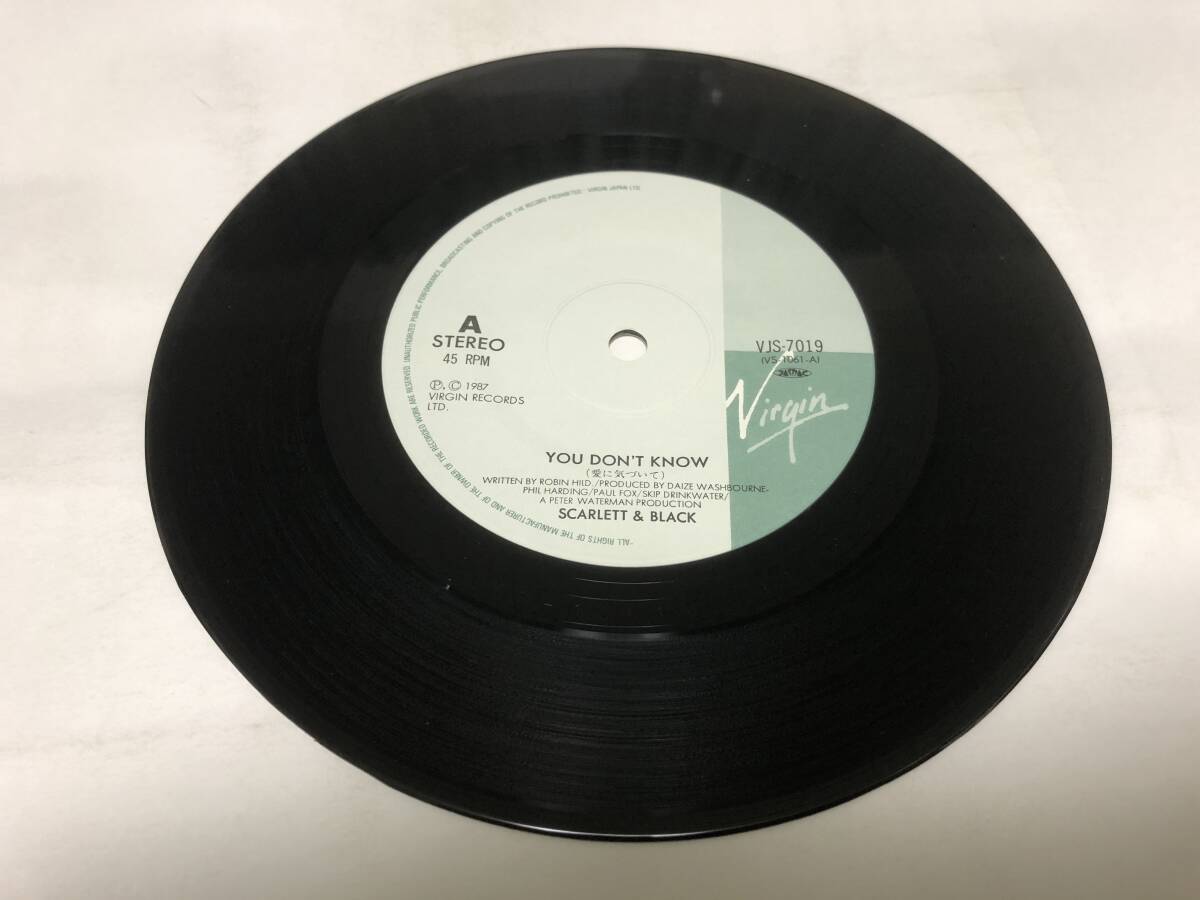 "ALL RIGHTS OF THE MANUFACTURER AND OF THE OWNER OF THE RECORDED WORK ARE RESERVED. UNAUTHORIZED PUBLIC PERFORMANCE, BROADCASTING AND COPYING OF THE RECORD PROHIBITED" VIRGIN JAPAN LTD.
A
STEREO
45 RPM
Ⓟ, © 1987
VIRGIN RECORDS
LTD.
VJS-7019
(VS-1061-A)
Virgin
YOU DON'T KNOW
(愛に気づいて)
WRITTEN BY ROBIN HILD./PRODUCED BY DAIZE WASHBOURNE-
PHIL HARDING/PAUL FOX/SKIP DRINKWATER/
A PETER WATERMAN PRODUCTION
SCARLETT & BLACK